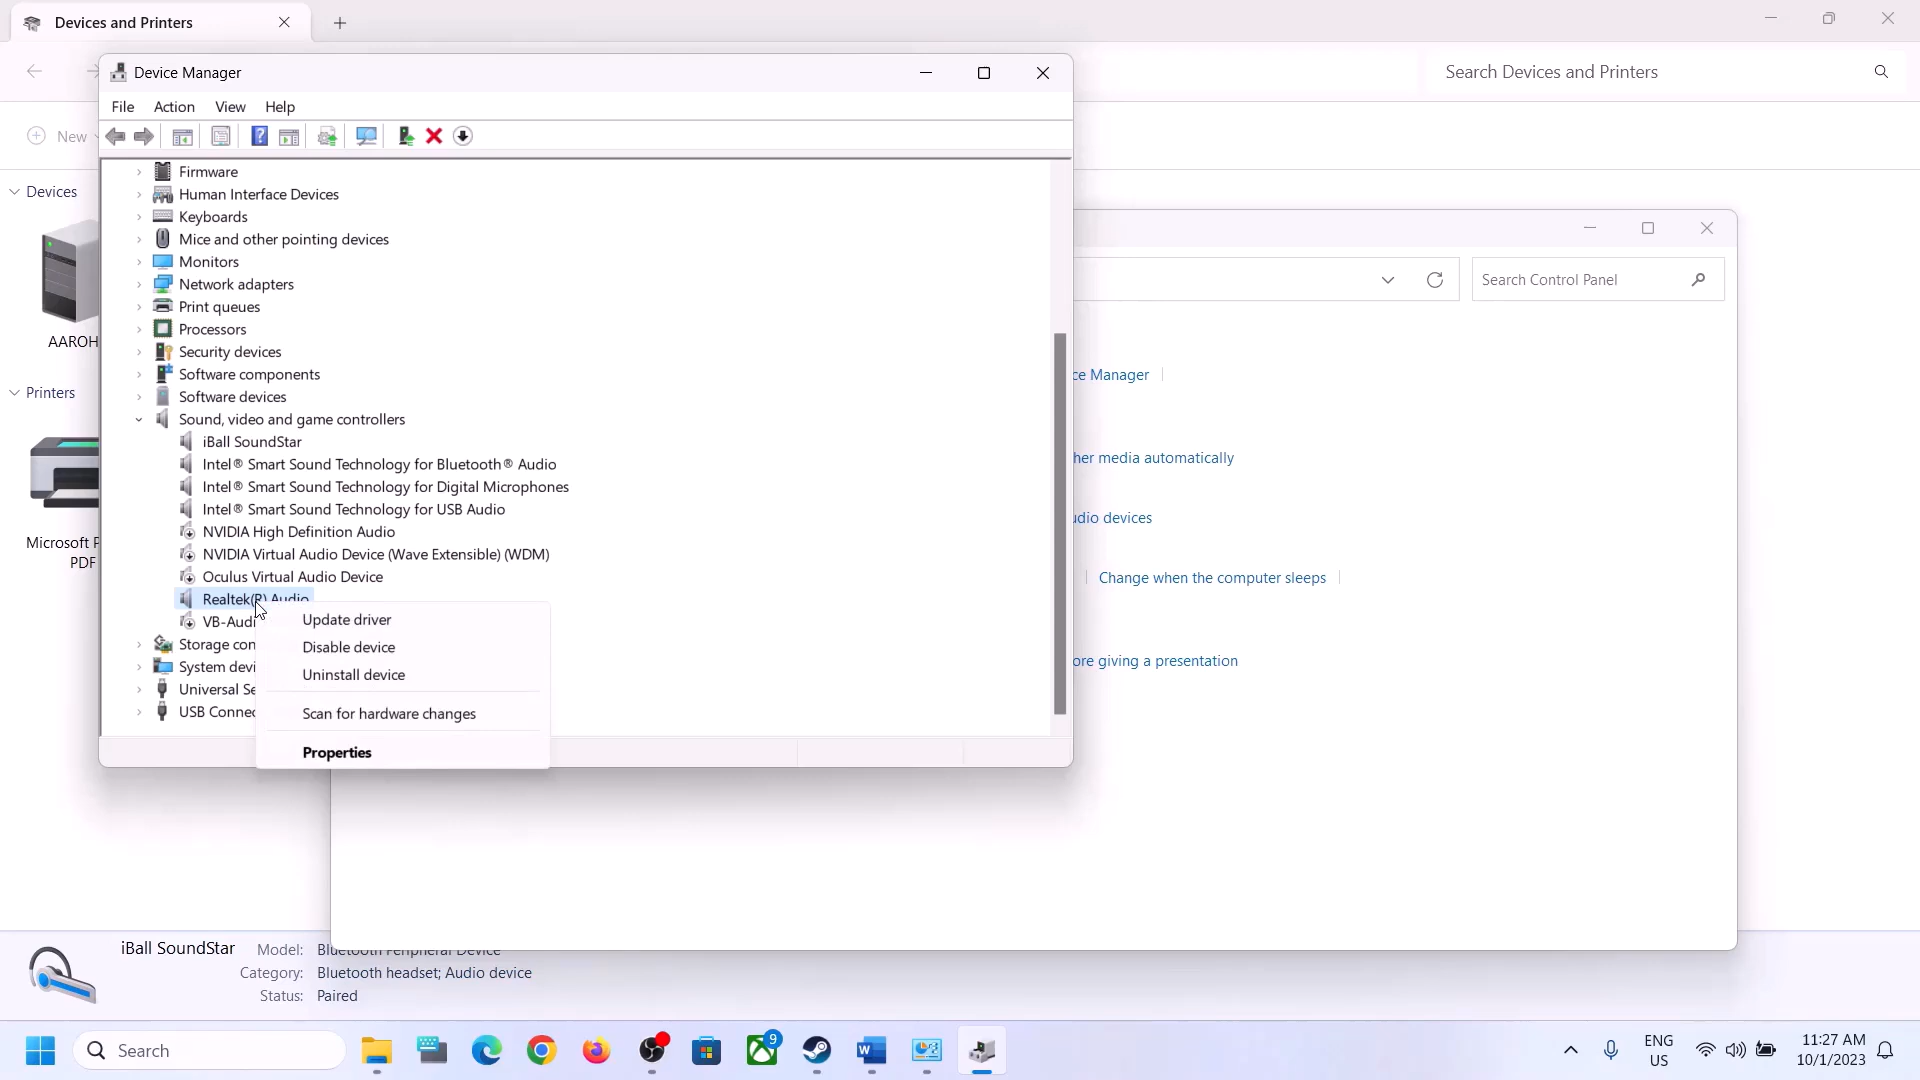 Devices and Printers
Device Manager
Search Devices and Printers
File Action View Help
New
Devices
AAROH
Printers
Microsoft P
PDF
Firmware
Human Interface Devices
Keyboards
Mice and other pointing devices
Monitors
Network adapters
Print queues
Processors
Security devices
Software components
Software devices
Sound, video and game controllers
iBall SoundStar
Intel® Smart Sound Technology for Bluetooth® Audio
Intel® Smart Sound Technology for Digital Microphones
Intel® Smart Sound Technology for USB Audio
NVIDIA High Definition Audio
NVIDIA Virtual Audio Device (Wave Extensible) (WDM)
Oculus Virtual Audio Device
Realtek(R) Audio
VB-Audi
Storage con
System devi
Universal Se
USB Connec
Update driver
Disable device
Uninstall device
Scan for hardware changes
Properties
Search Control Panel
ce Manager
her media automatically
udio devices
Change when the computer sleeps
ore giving a presentation
iBall SoundStar
Model: Bluetooth Peripheral Device
Category: Bluetooth headset; Audio device
Status: Paired
Search
9
ENG
US
11:27 AM
10/1/2023